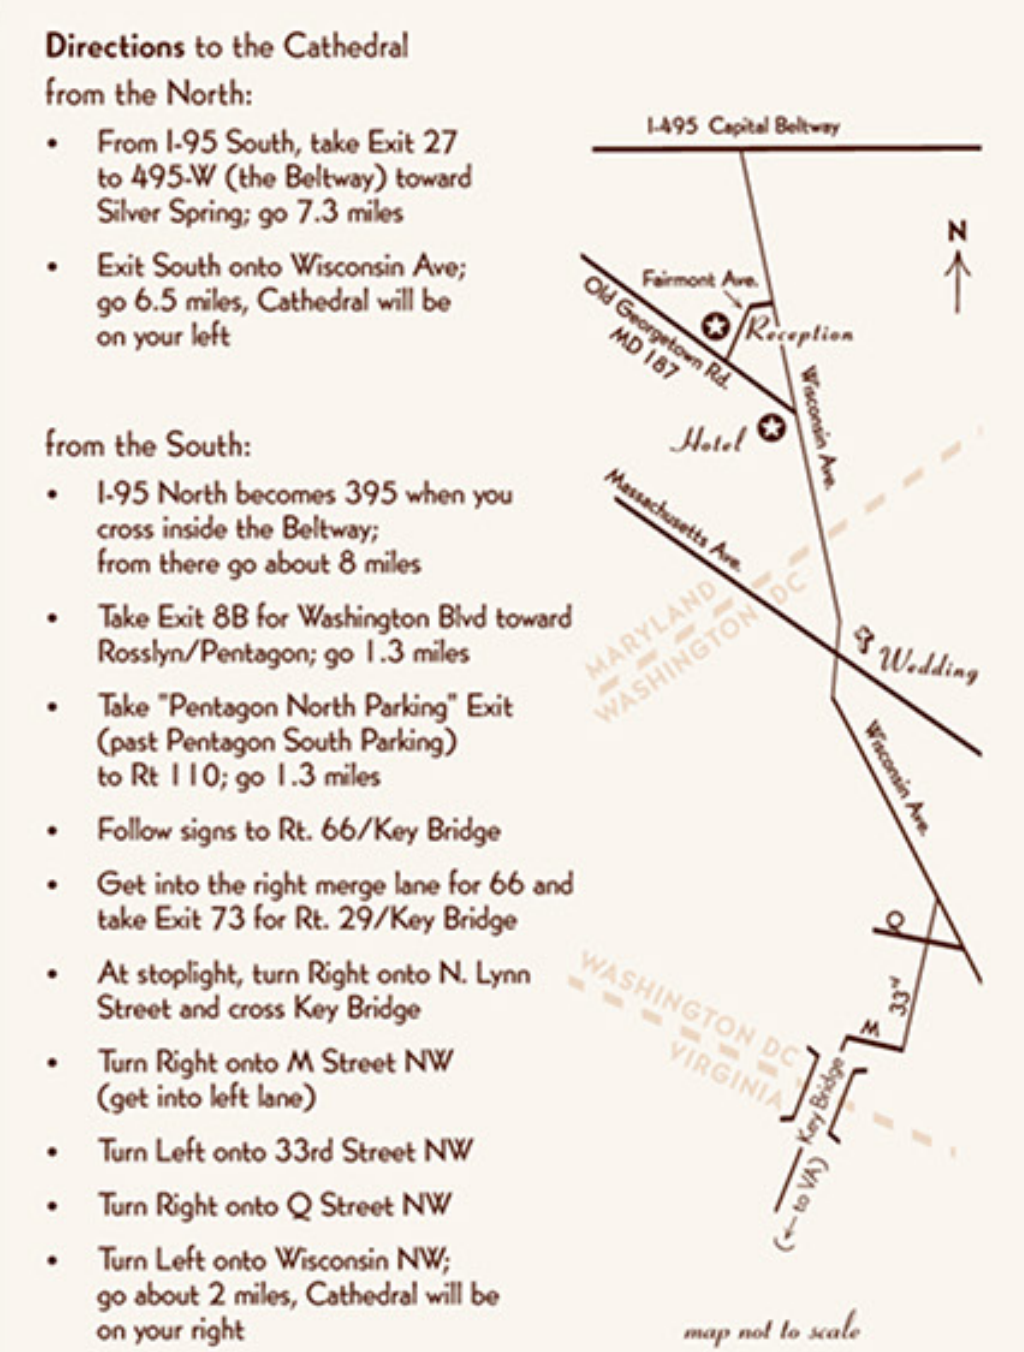 Directions to the Cathedral
from the North:
• From I-95 South, take Exit 27
to 495-W (the Beltway) toward
Silver Spring; go 7.3 miles
• Exit South onto Wisconsin Ave;
go 6.5 miles, Cathedral will be
on your left
from the South:
• I-95 North becomes 395 when you
cross inside the Beltway;
from there go about 8 miles
• Take Exit 8B for Washington Blvd toward
Rosslyn/Pentagon; go 1.3 miles
• Take "Pentagon North Parking" Exit
(past Pentagon South Parking)
to Rt 110; go 1.3 miles
• Follow signs to Rt. 66/Key Bridge
• Get into the right merge lane for 66 and
take Exit 73 for Rt. 29/Key Bridge
• At stoplight, turn Right onto N. Lynn
Street and cross Key Bridge
• Turn Right onto M Street NW
(get into left lane)
• Turn Left onto 33rd Street NW
• Turn Right onto Q Street NW
• Turn Left onto Wisconsin NW;
go about 2 miles, Cathedral will be
on your right
I-495 Capital Beltway
N
Fairmont Ave.
Old Georgetown Rd.
MD 187
Reception
Wisconsin Ave.
Hotel
Massachusetts Ave.
MARYLAND
WASHINGTON DC
Wedding
Wisconsin Ave.
Q
33rd
M
WASHINGTON DC
VIRGINIA
Key Bridge
(← to VA)
map not to scale